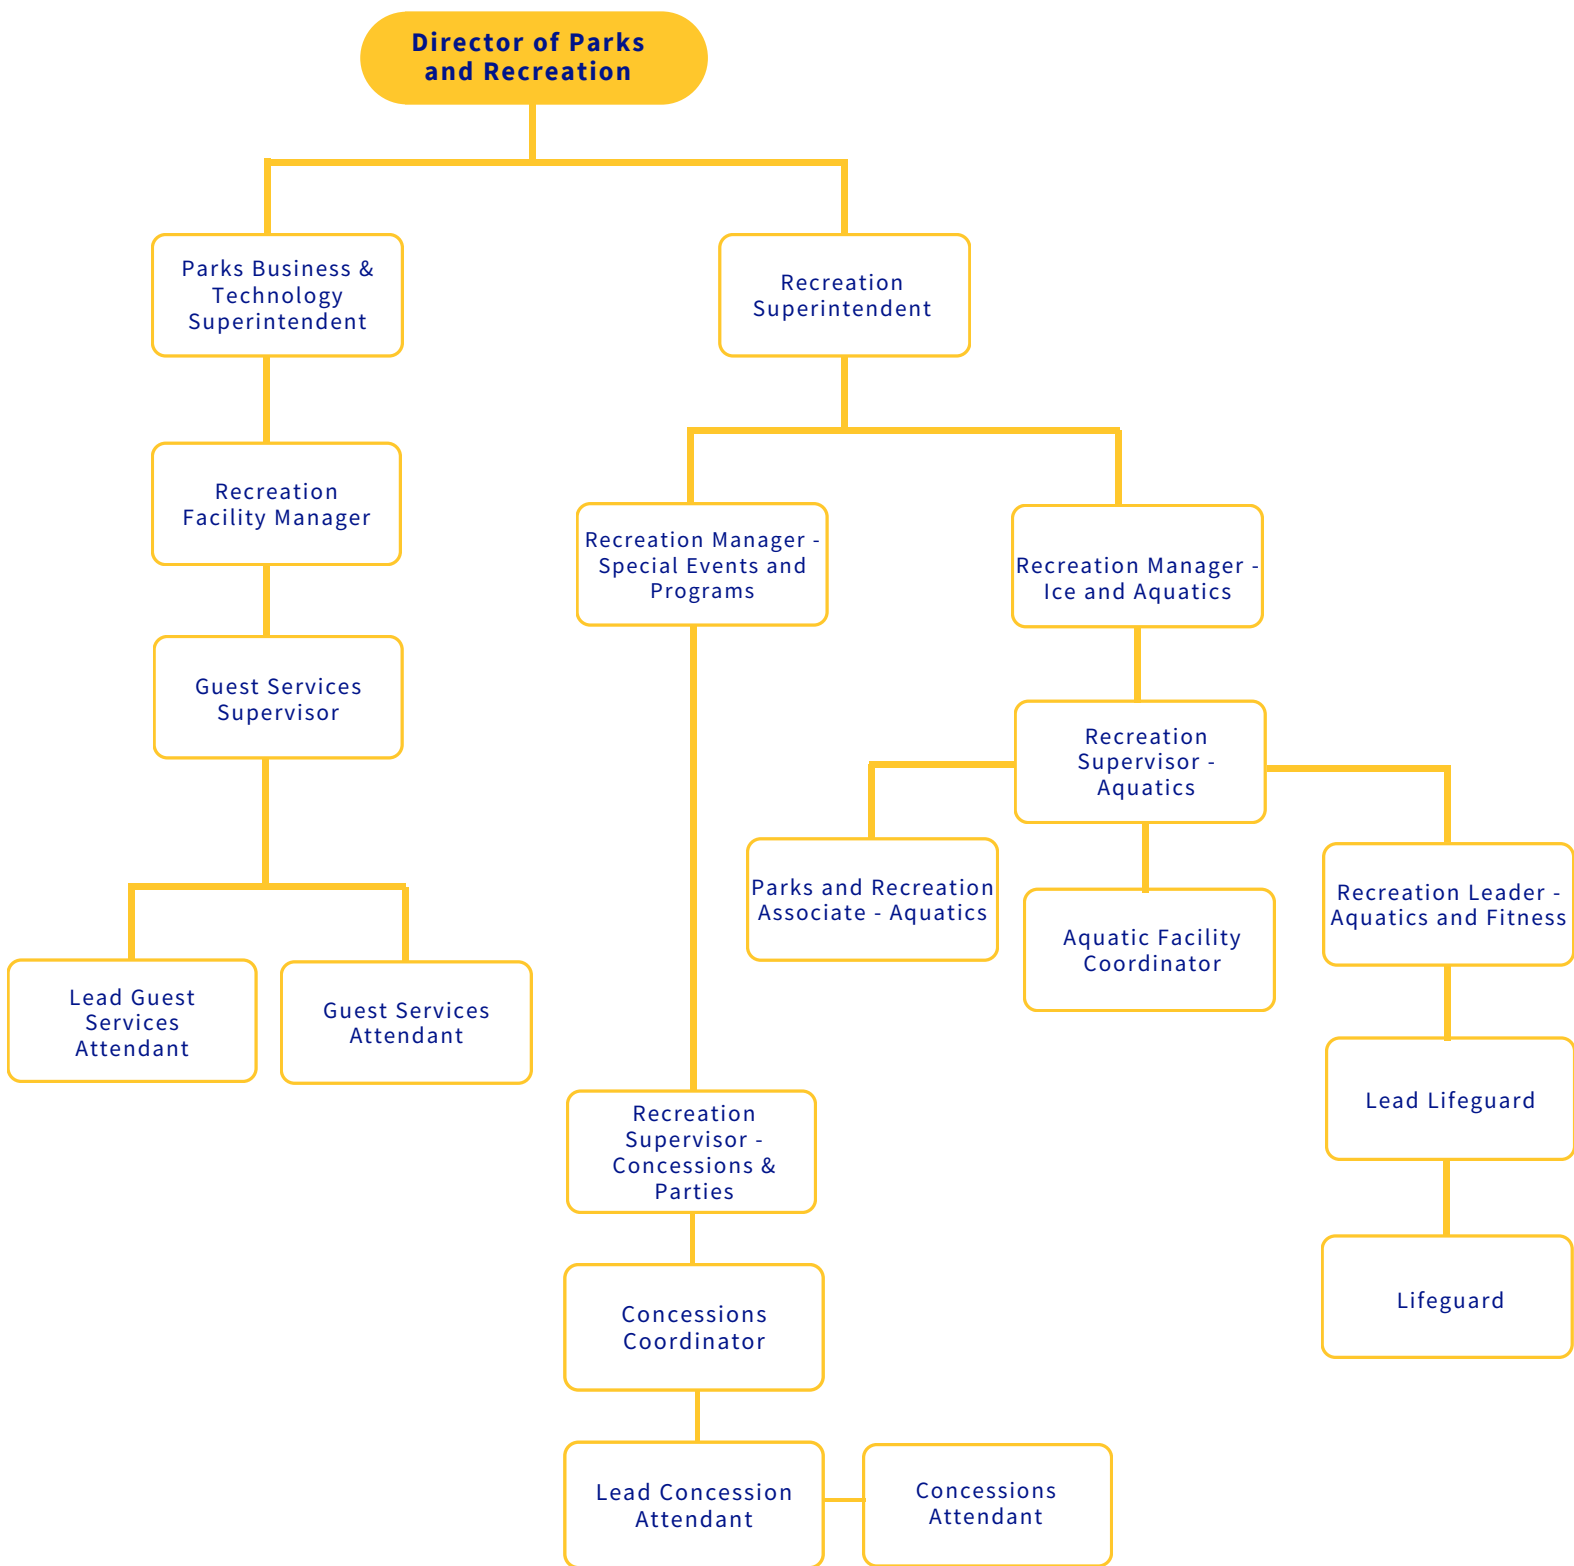 Director of Parks
and Recreation
Parks Business &
Technology
Superintendent
Recreation
Superintendent
Recreation
Facility Manager
Recreation Manager -
Special Events and
Programs
Recreation Manager -
Ice and Aquatics
Guest Services
Supervisor
Recreation
Supervisor -
Aquatics
Parks and Recreation
Associate - Aquatics
Aquatic Facility
Coordinator
Recreation Leader -
Aquatics and Fitness
Lead Guest
Services
Attendant
Guest Services
Attendant
Lead Lifeguard
Recreation
Supervisor -
Concessions &
Parties
Lifeguard
Concessions
Coordinator
Lead Concession
Attendant
Concessions
Attendant